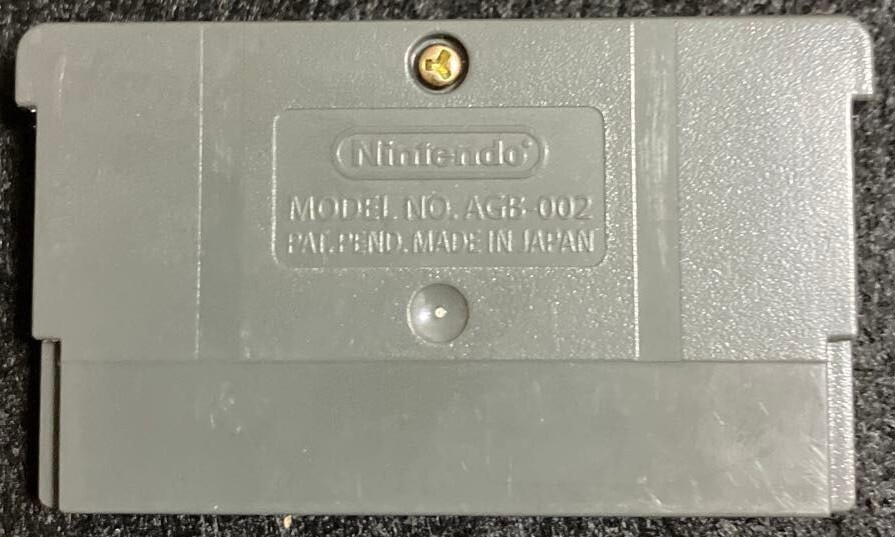 Nintendo
MODEL NO. AGB-002
PAT.PEND. MADE IN JAPAN